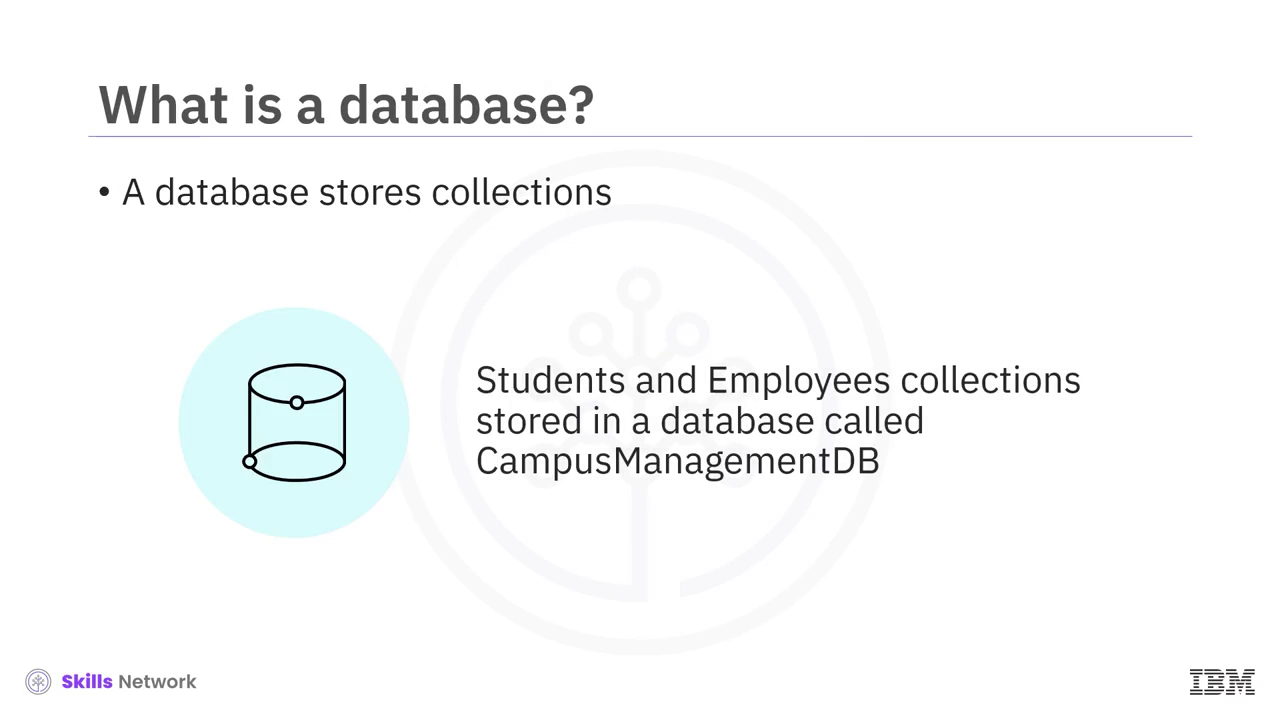 What is a database?
• A database stores collections
Students and Employees collections
stored in a database called
CampusManagementDB
Skills Network
IBM